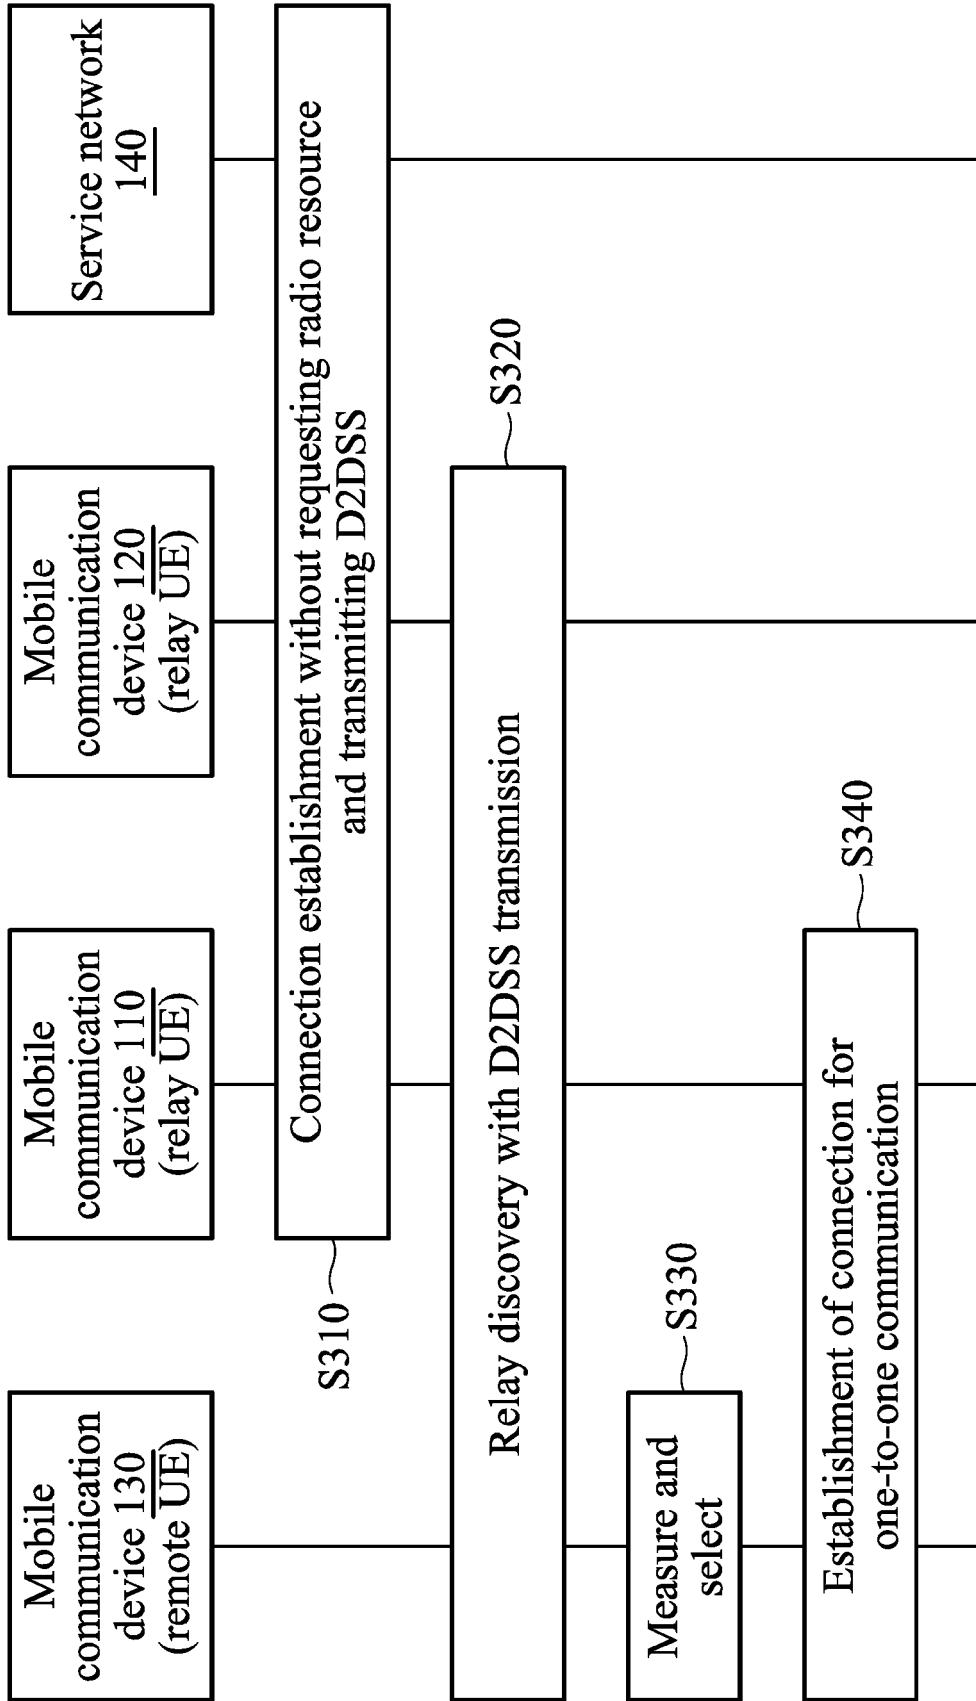 Mobile
communication
device 130
(remote UE)
Mobile
communication
device 110
(relay UE)
Mobile
communication
device 120
(relay UE)
Service network
140
S310
Connection establishment without requesting radio resource
and transmitting D2DSS
Relay discovery with D2DSS transmission
S320
Measure and
select
S330
Establishment of connection for
one-to-one communication
S340